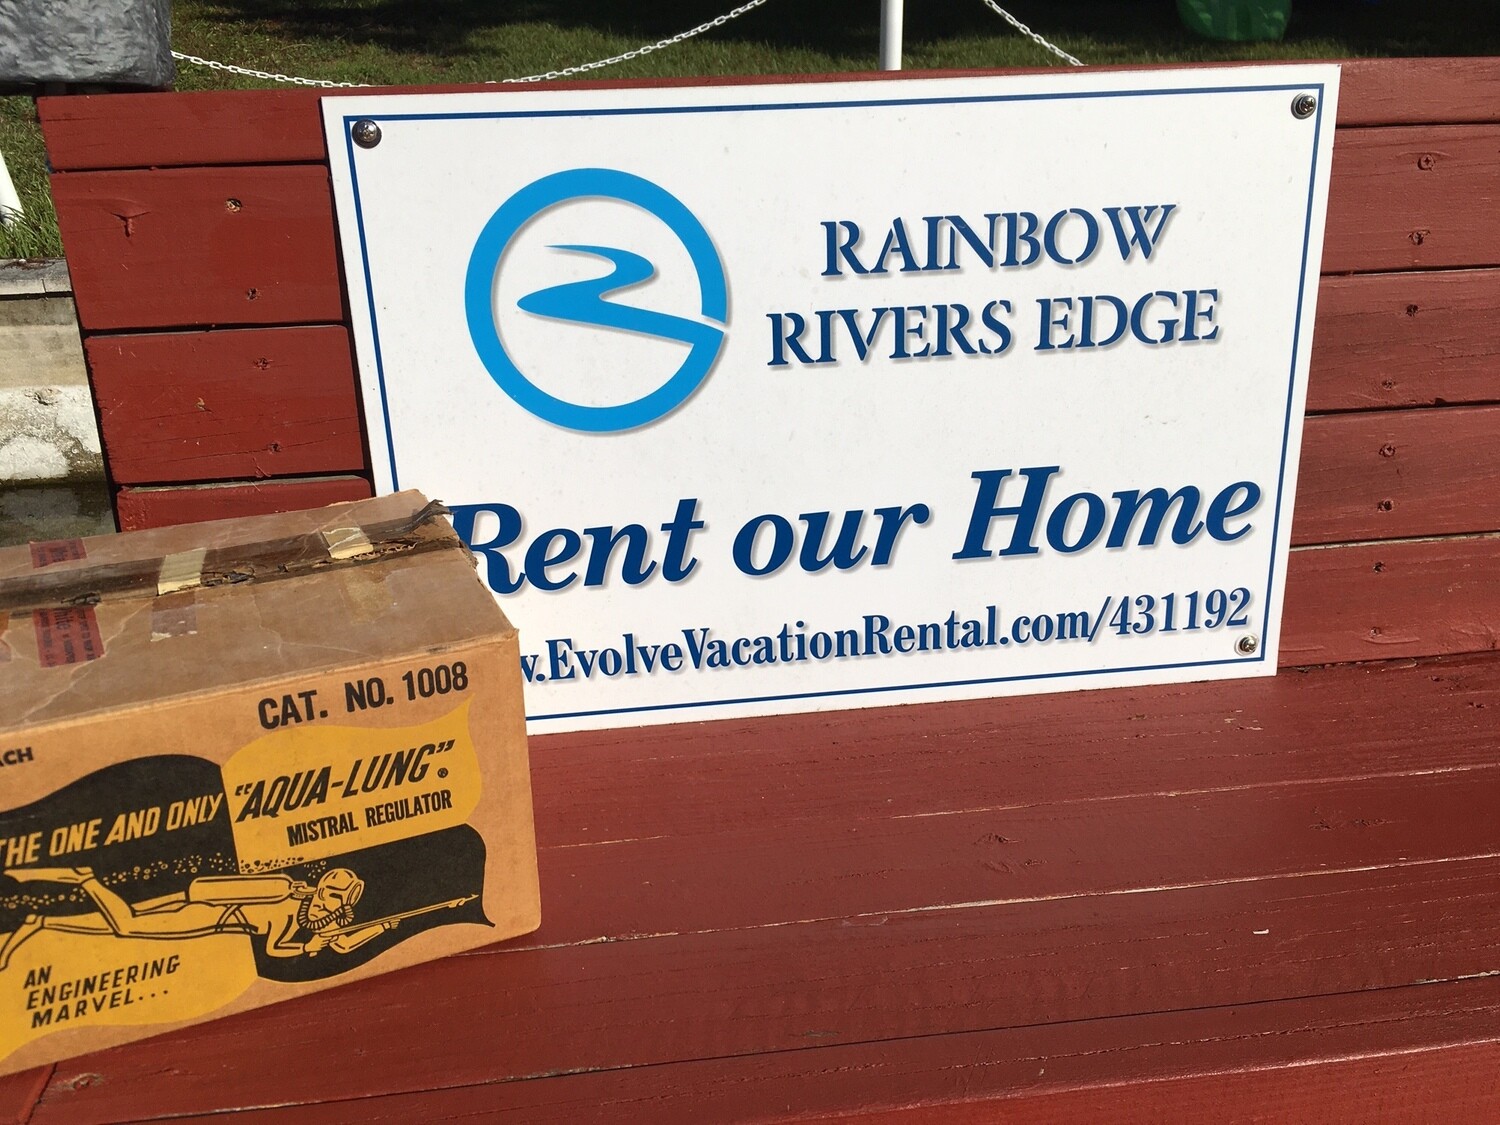 RAINBOW
RIVERS EDGE
Rent our Home
w.EvolveVacationRental.com/431192
CAT. NO. 1008
ACH
THE ONE AND ONLY
"AQUA-LUNG"®
MISTRAL REGULATOR
AN
ENGINEERING
MARVEL...